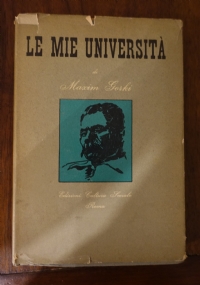 LE MIE UNIVERSITÀ
di
Maxim Gorki
Edizioni Cultura Sociale
Roma